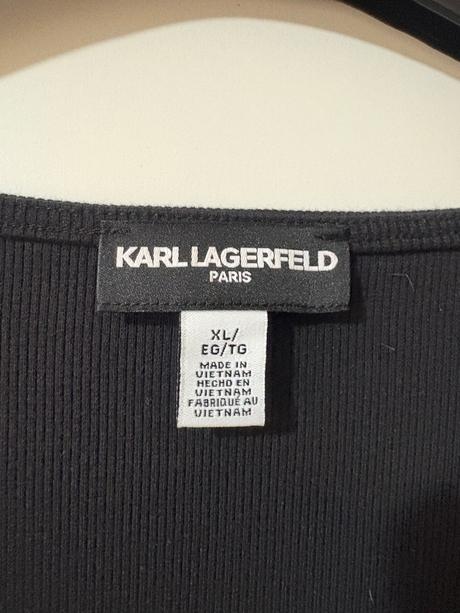 KARL LAGERFELD
PARIS
XL/
EG/TG
MADE IN
VIETNAM
HECHO EN
VIETNAM
FABRIQUÉ AU
VIETNAM